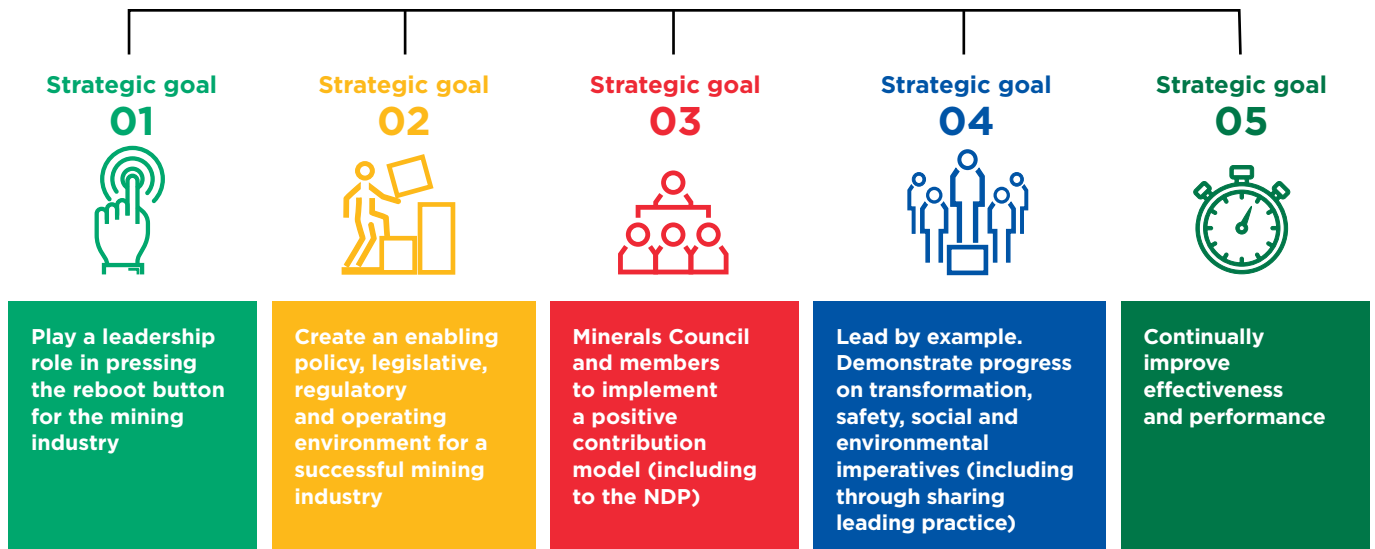 Strategic goal
01
Play a leadership
role in pressing
the reboot button
for the mining
industry
Strategic goal
02
Create an enabling
policy, legislative,
regulatory
and operating
environment for a
successful mining
industry
Strategic goal
03
Minerals Council
and members
to implement
a positive
contribution
model (including
to the NDP)
Strategic goal
04
Lead by example.
Demonstrate progress
on transformation,
safety, social and
environmental
imperatives (including
through sharing
leading practice)
Strategic goal
05
Continually
improve
effectiveness
and performance